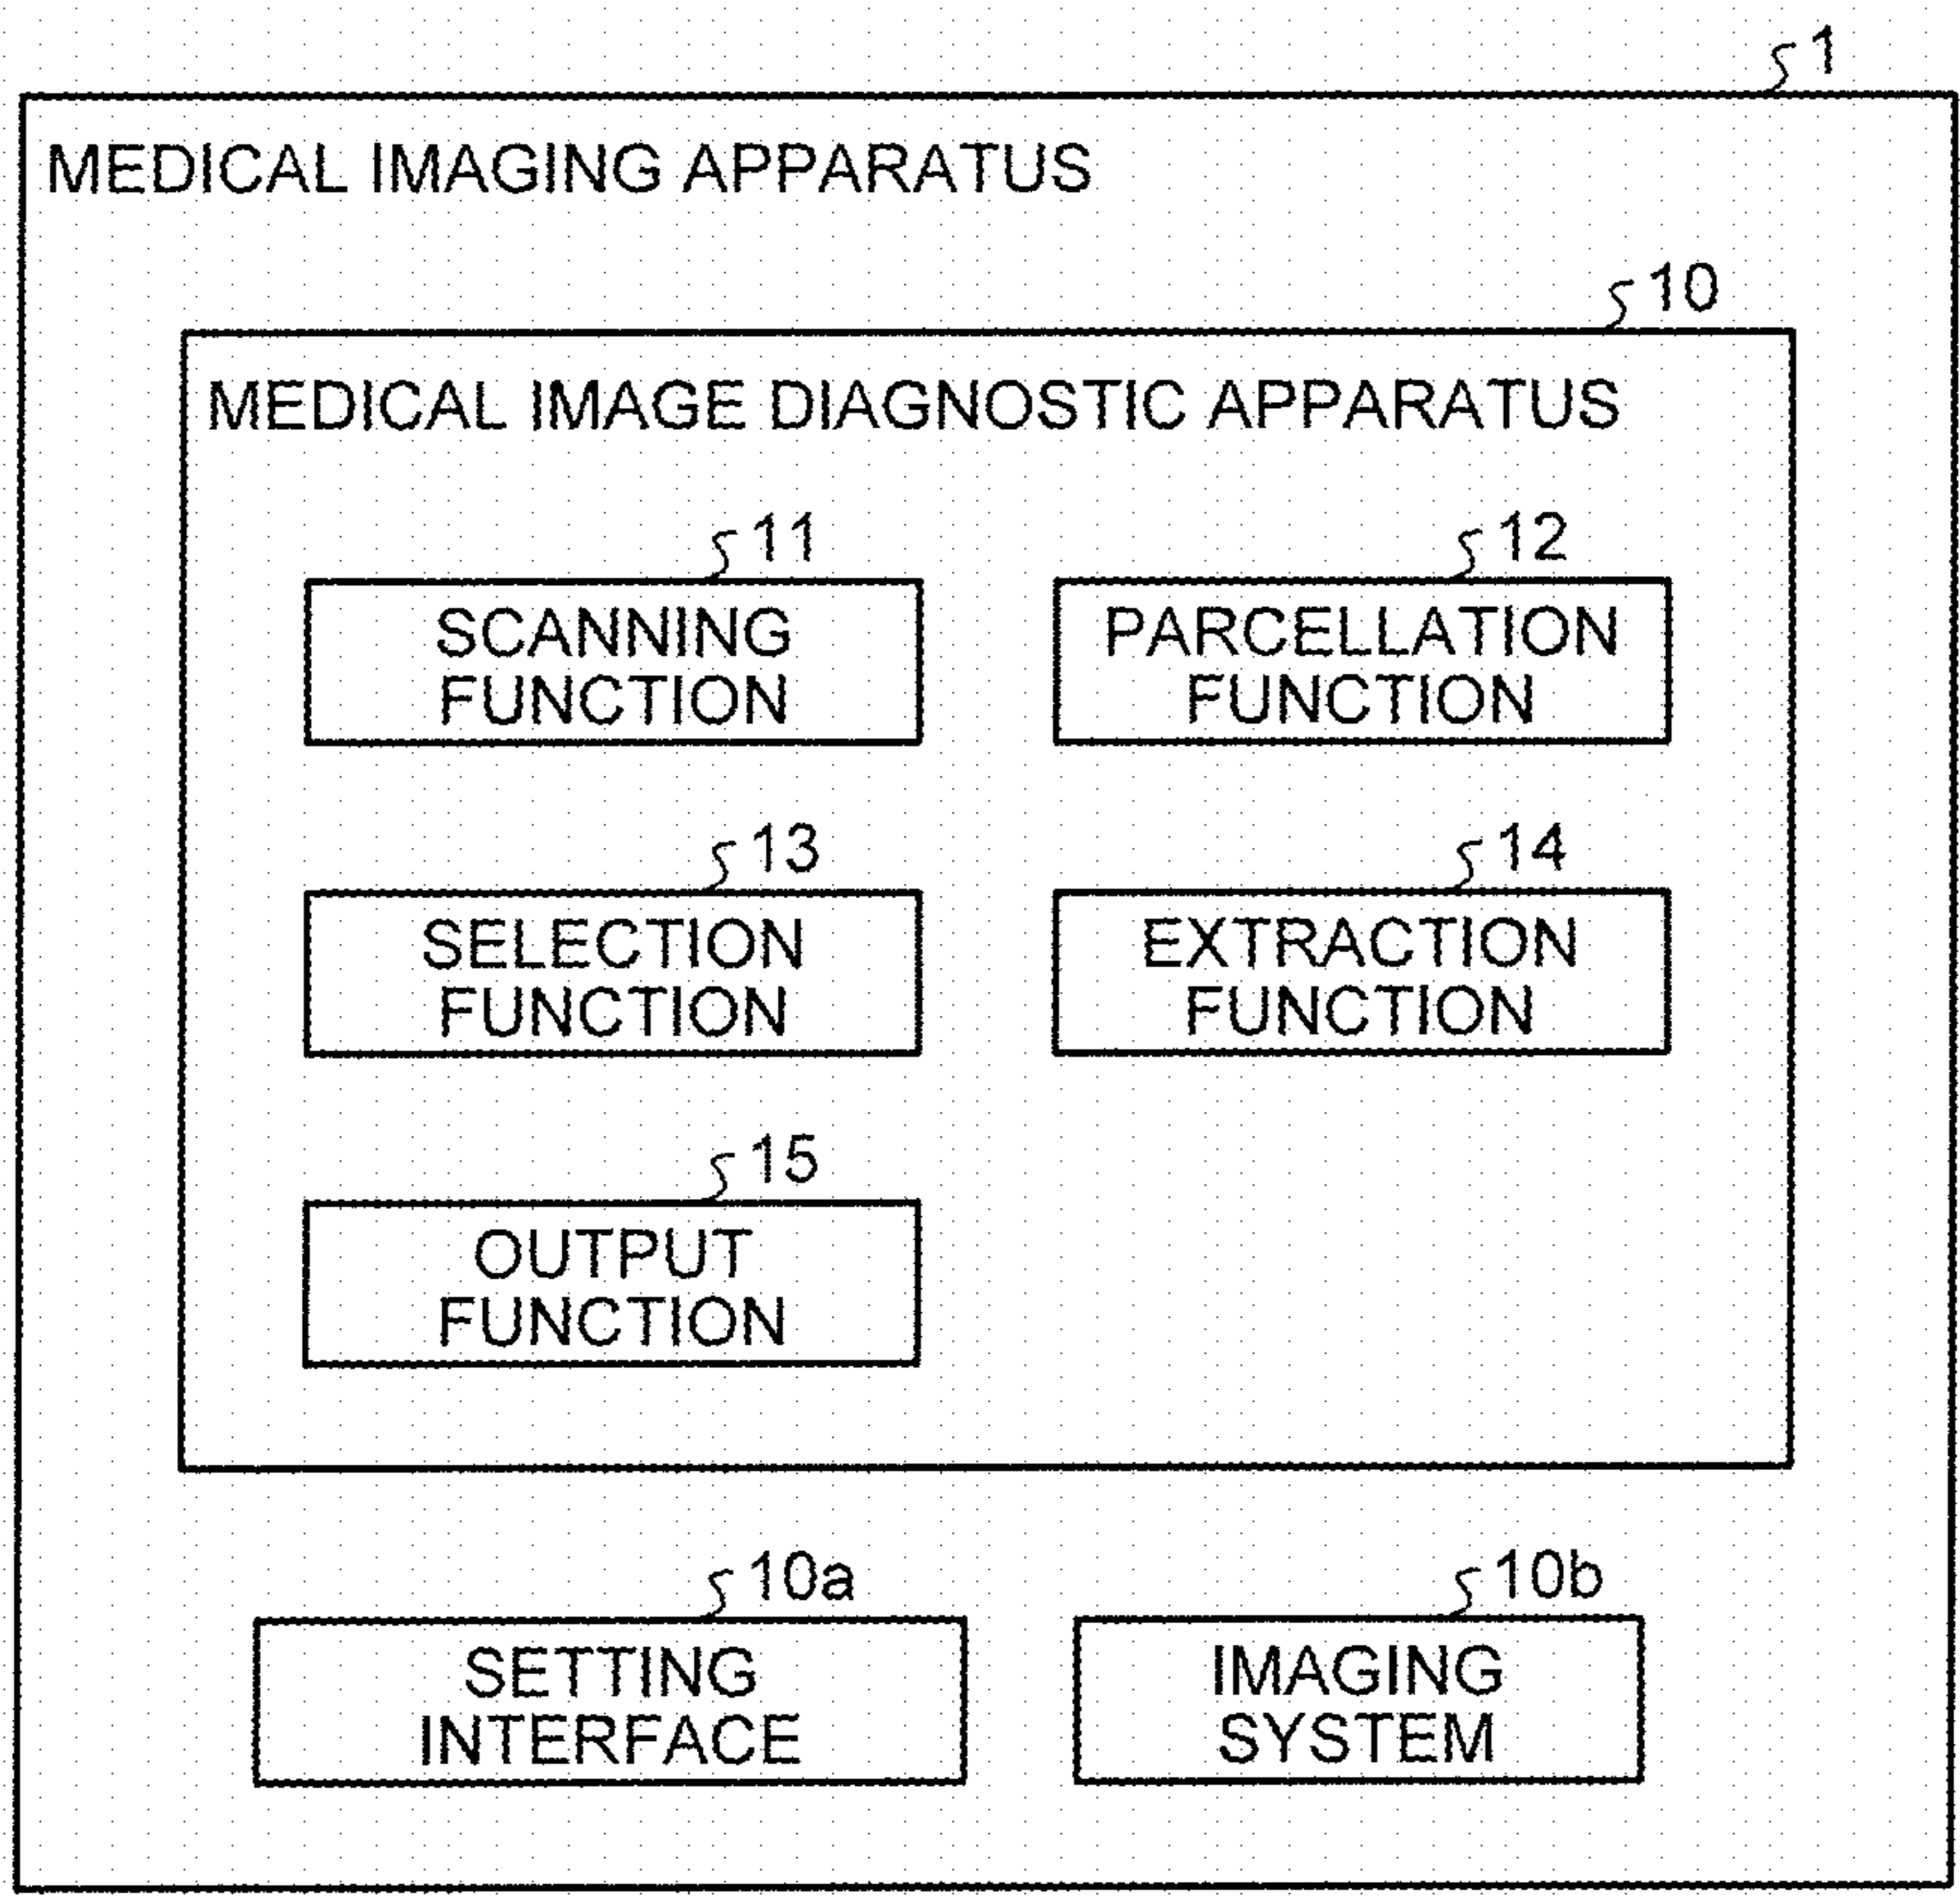 1
MEDICAL IMAGING APPARATUS
10
MEDICAL IMAGE DIAGNOSTIC APPARATUS
11
SCANNING
FUNCTION
12
PARCELLATION
FUNCTION
13
SELECTION
FUNCTION
14
EXTRACTION
FUNCTION
15
OUTPUT
FUNCTION
10a
SETTING
INTERFACE
10b
IMAGING
SYSTEM